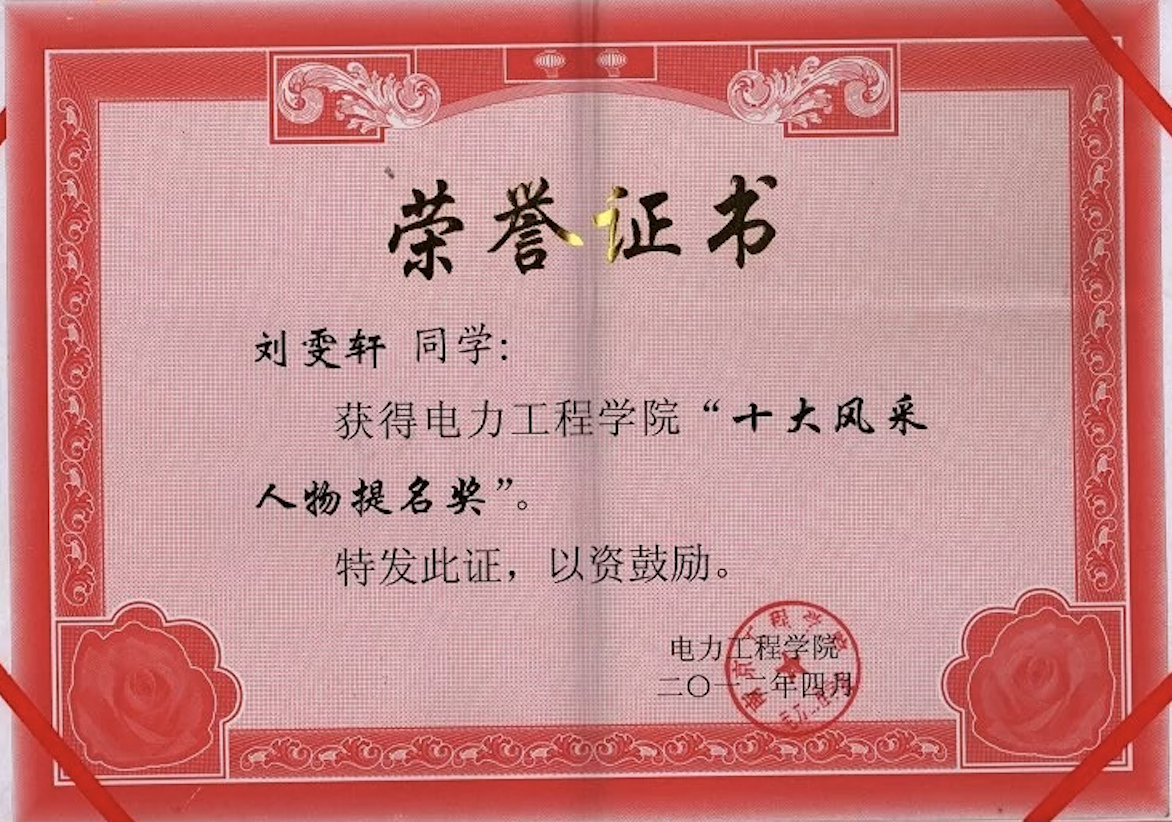 荣誉证书
刘雯轩 同学:
获得电力工程学院“十大风采
人物提名奖”。
特发此证，以资鼓励。
电力工程学院
二〇一二年四月